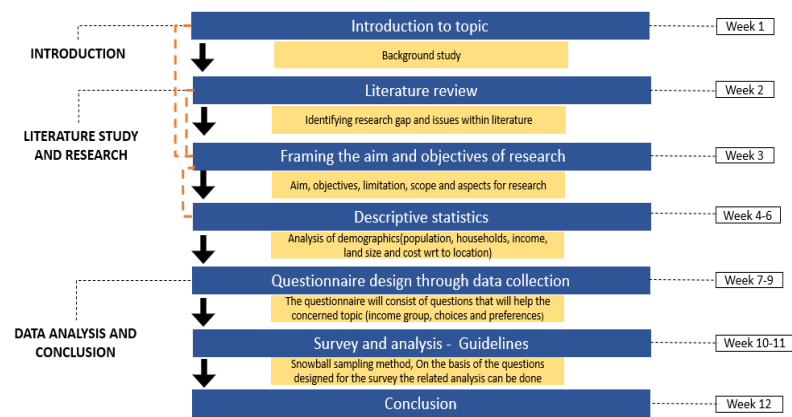 Introduction to topic
Week 1
INTRODUCTION
Background study
Literature review
Week 2
Identifying research gap and issues within literature
LITERATURE STUDY
AND RESEARCH
Framing the aim and objectives of research
Week 3
Aim, objectives, limitation, scope and aspects for research
Descriptive statistics
Week 4-6
Analysis of demographics(population, households, income,
land size and cost wrt to location)
Questionnaire design through data collection
Week 7-9
The questionnaire will consist of questions that will help the
concerned topic (income group, choices and preferences)
DATA ANALYSIS AND
CONCLUSION
Survey and analysis - Guidelines
Week 10-11
Snowball sampling method, On the basis of the questions
designed for the survey the related analysis can be done
Conclusion
Week 12